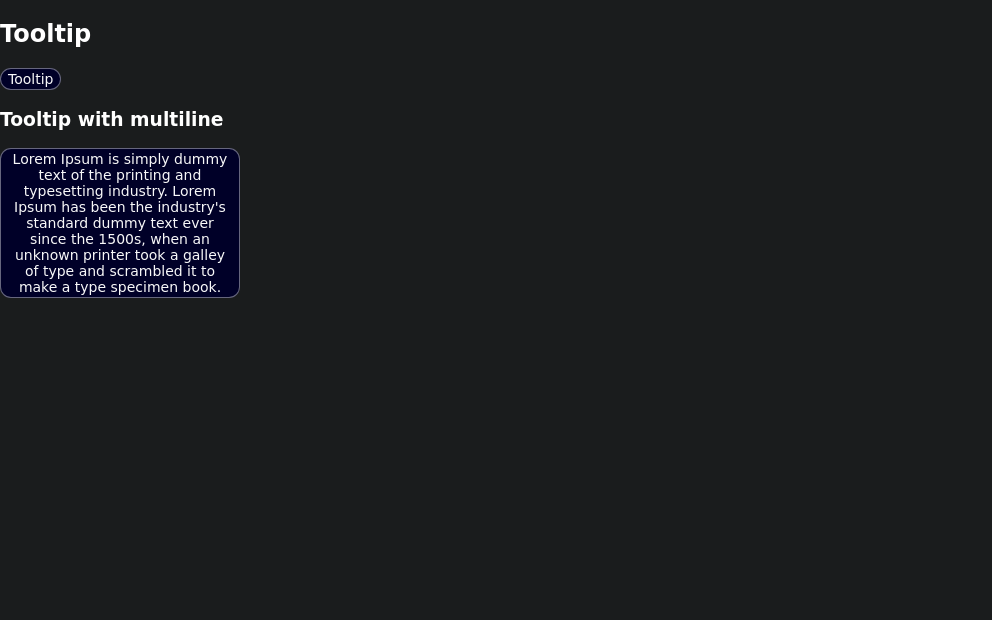 Tooltip
Tooltip
Tooltip with multiline
Lorem Ipsum is simply dummy
text of the printing and
typesetting industry. Lorem
Ipsum has been the industry's
standard dummy text ever
since the 1500s, when an
unknown printer took a galley
of type and scrambled it to
make a type specimen book.